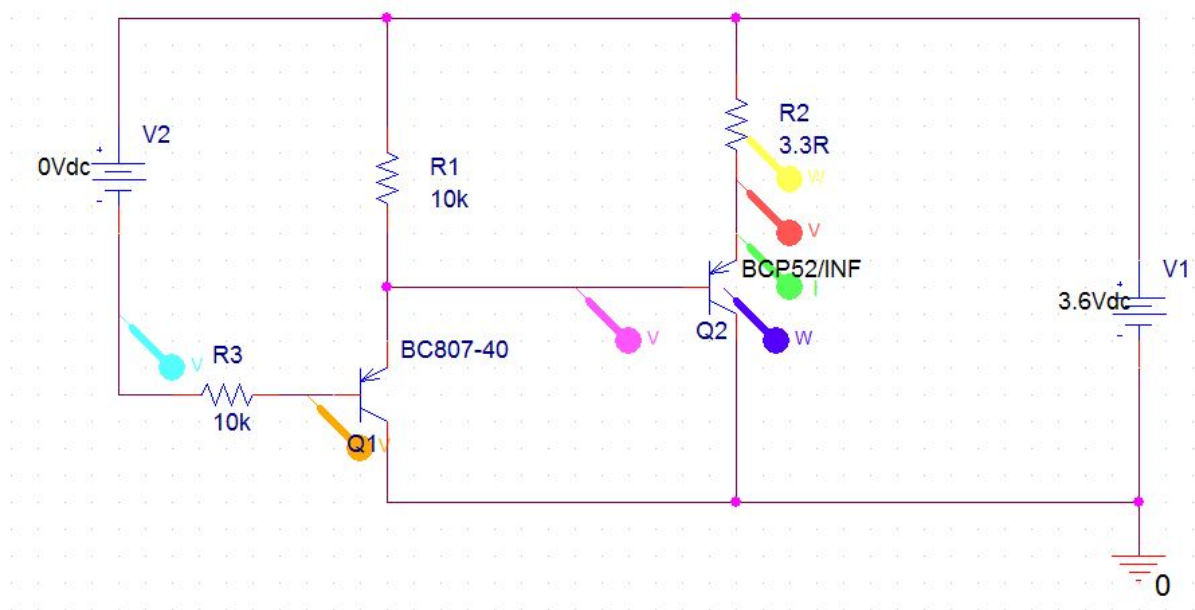 V2
0Vdc
R1
10k
R2
3.3R
W
V
BCP52/INF
I
V1
3.6Vdc
Q2
V
W
V
R3
10k
BC807-40
Q1
V
0